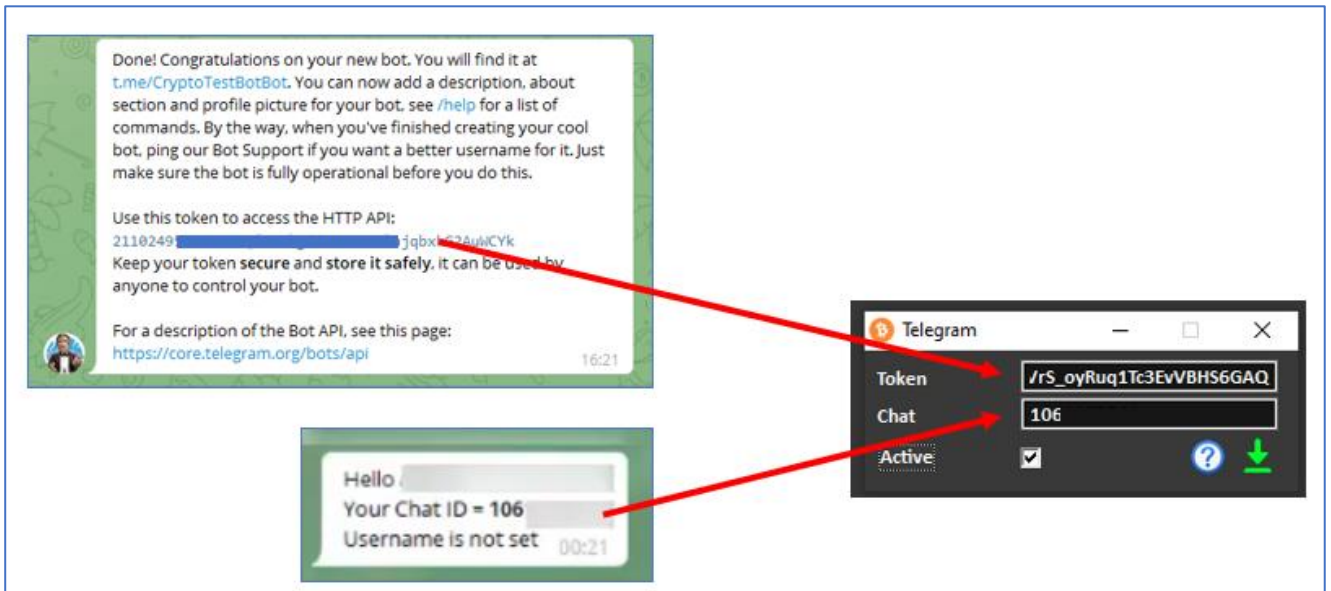 Done! Congratulations on your new bot. You will find it at
t.me/CryptoTestBotBot. You can now add a description, about
section and profile picture for your bot, see /help for a list of
commands. By the way, when you've finished creating your cool
bot, ping our Bot Support if you want a better username for it. Just
make sure the bot is fully operational before you do this.
Use this token to access the HTTP API:
Keep your token secure and store it safely, it can be used by
anyone to control your bot.
For a description of the Bot API, see this page:
https://core.telegram.org/bots/api
16:21
Hello
Your Chat ID = 106
Username is not set
00:21
Telegram
Token
Chat
106
Active